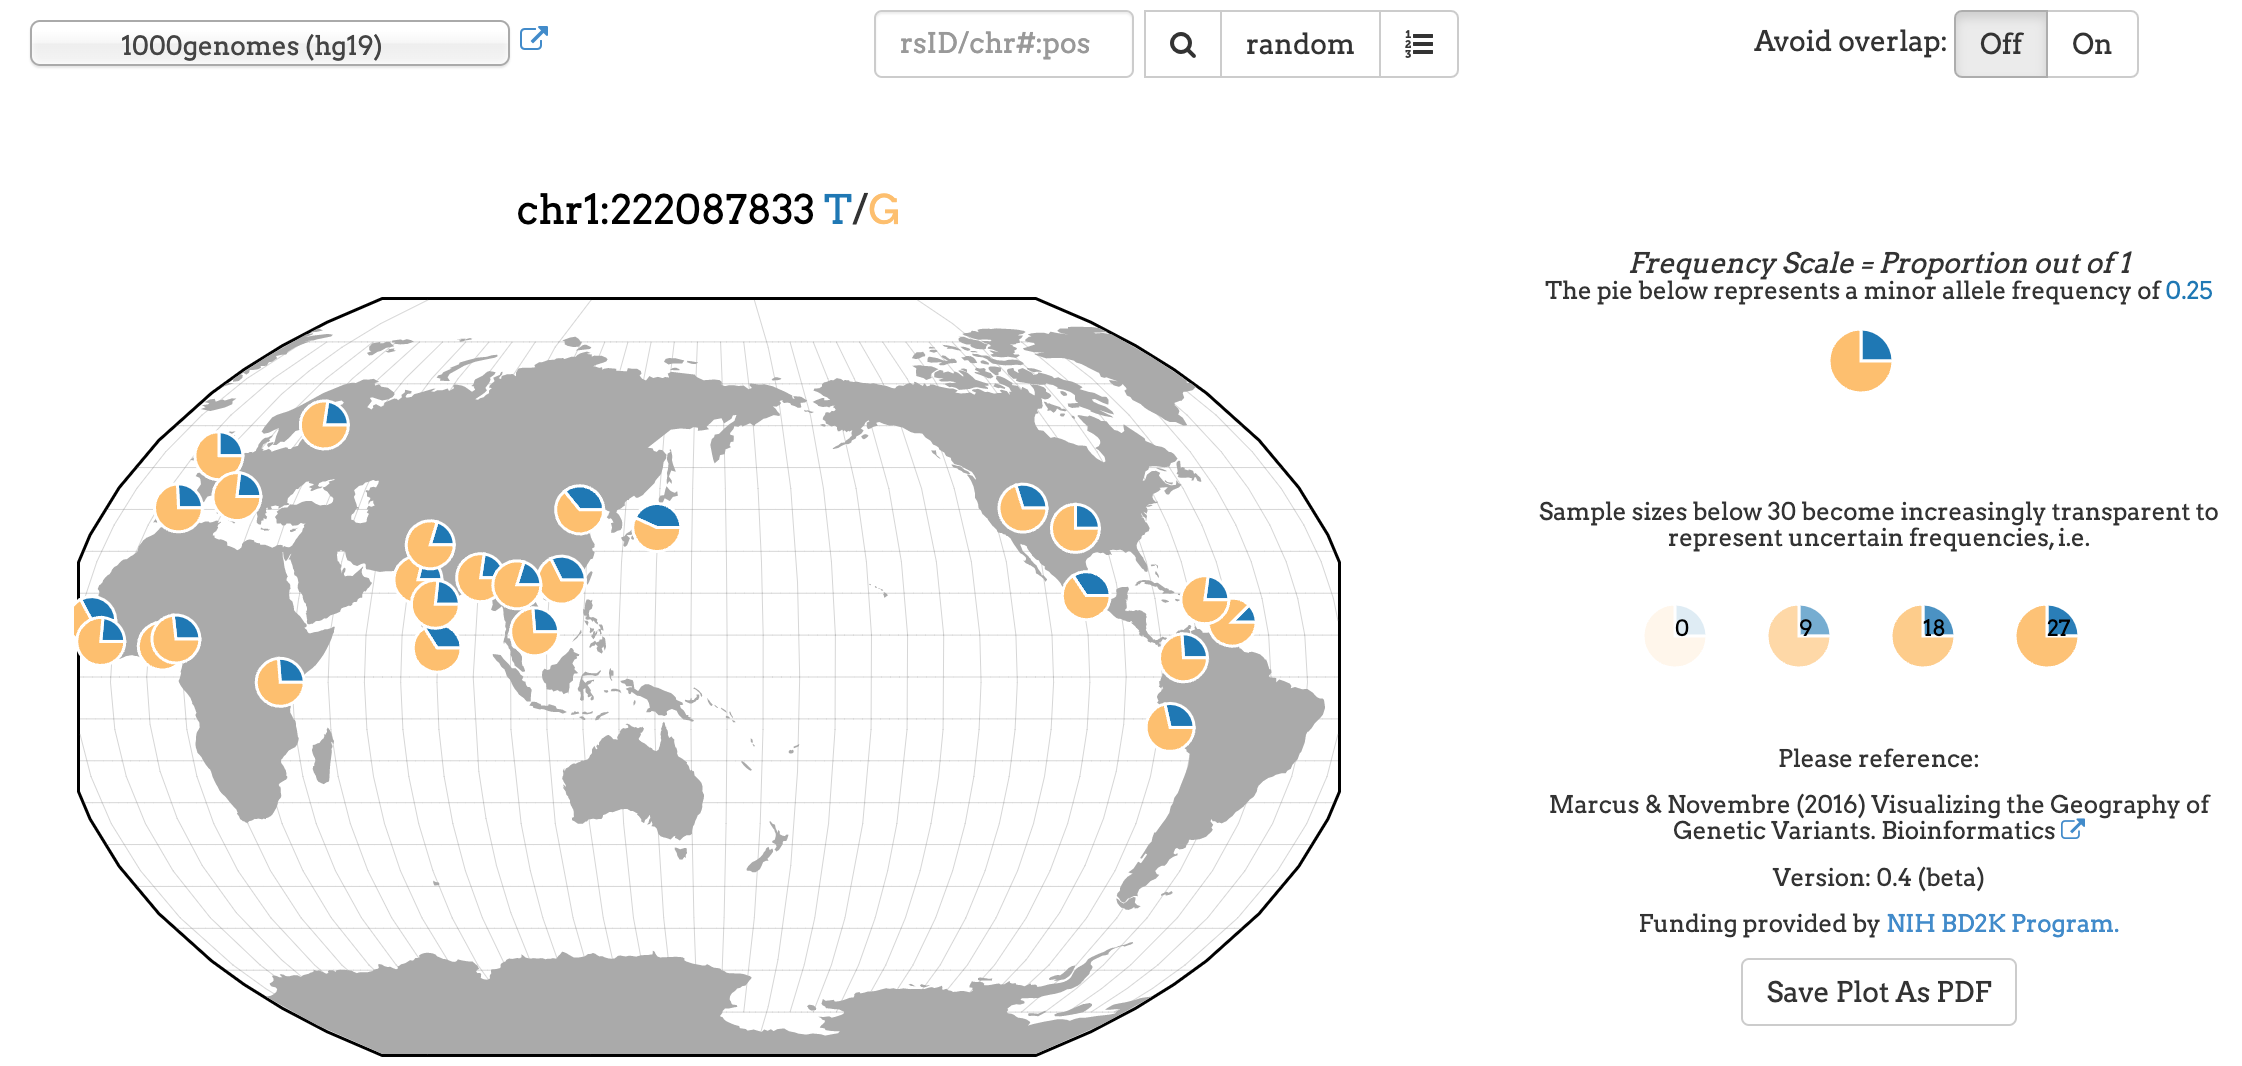 1000genomes (hg19)
rsID/chr#:pos
random
Avoid overlap: Off On
chr1:222087833 T/G
Frequency Scale = Proportion out of 1
The pie below represents a minor allele frequency of 0.25
Sample sizes below 30 become increasingly transparent to
represent uncertain frequencies, i.e.
0 9 18 27
Please reference:
Marcus & Novembre (2016) Visualizing the Geography of
Genetic Variants. Bioinformatics
Version: 0.4 (beta)
Funding provided by NIH BD2K Program.
Save Plot As PDF